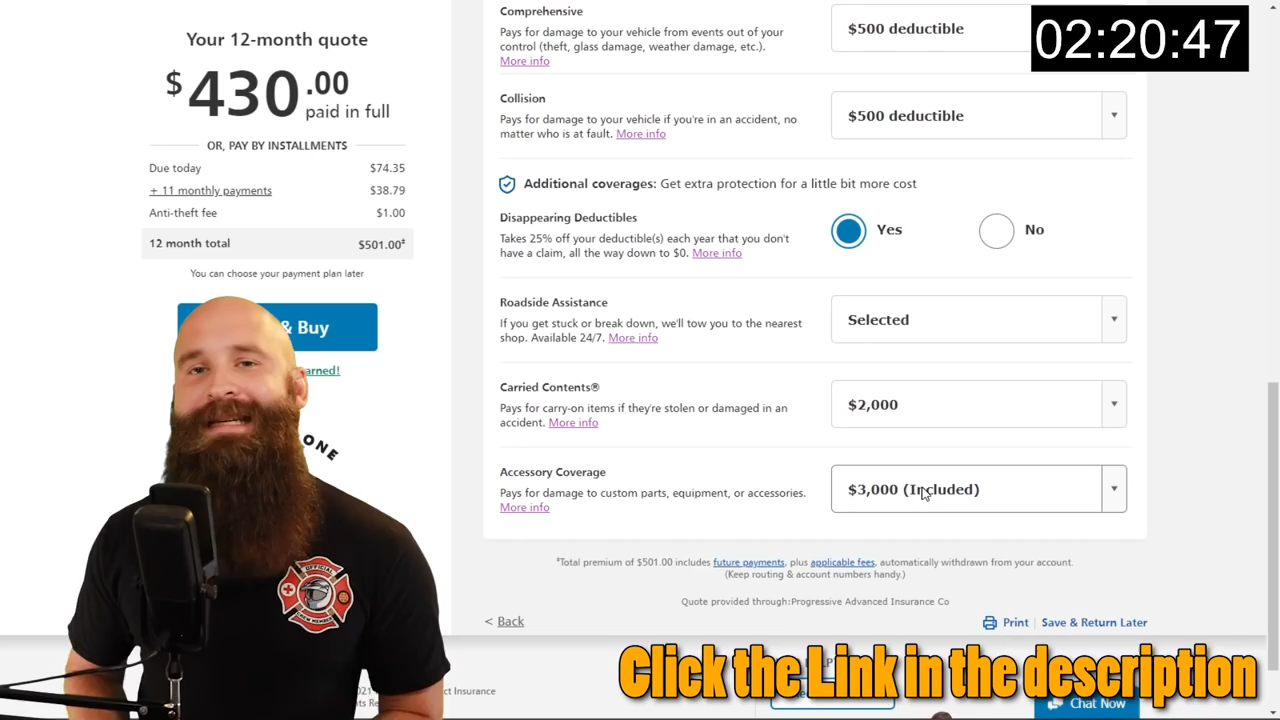 Your 12-month quote
$430.00
paid in full
OR, PAY BY INSTALLMENTS
Due today $74.35
+ 11 monthly payments $38.79
Anti-theft fee $1.00
12 month total $501.00‡
You can choose your payment plan later
& Buy
earned!
ONE
OFFICIAL
Comprehensive
Pays for damage to your vehicle from events out of your
control (theft, glass damage, weather damage, etc.).
More info
$500 deductible
02:20:47
Collision
Pays for damage to your vehicle if you're in an accident, no
matter who is at fault. More info
$500 deductible
Additional coverages: Get extra protection for a little bit more cost
Disappearing Deductibles
Takes 25% off your deductible(s) each year that you don't
have a claim, all the way down to $0. More info
Yes No
Roadside Assistance
If you get stuck or break down, we'll tow you to the nearest
shop. Available 24/7. More info
Selected
Carried Contents®
Pays for carry-on items if they're stolen or damaged in an
accident. More info
$2,000
Accessory Coverage
Pays for damage to custom parts, equipment, or accessories.
More info
$3,000 (Included)
‡Total premium of $501.00 includes future payments, plus applicable fees, automatically withdrawn from your account.
(Keep routing & account numbers handy.)
Quote provided through:Progressive Advanced Insurance Co
< Back
Print Save & Return Later
Click the Link in the description
Insurance
Chat Now